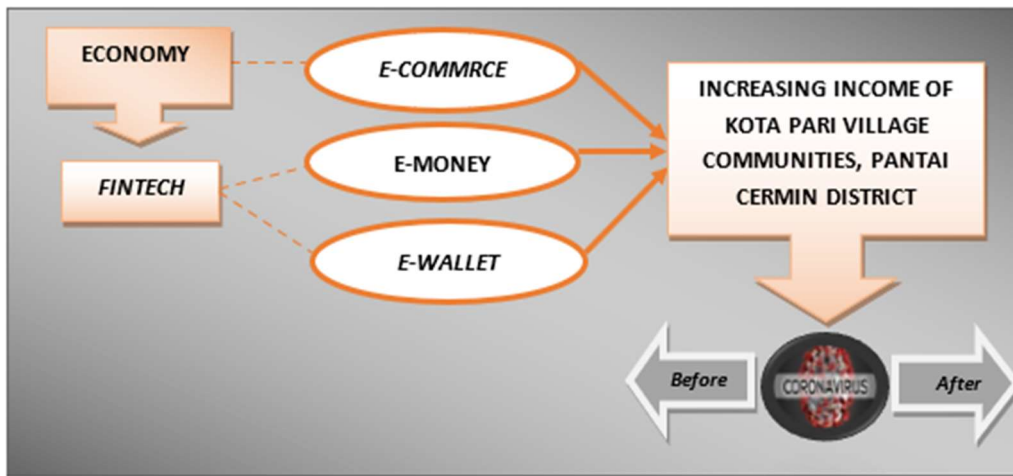 ECONOMY
FINTECH
E-COMMRCE
E-MONEY
E-WALLET
INCREASING INCOME OF
KOTA PARI VILLAGE
COMMUNITIES, PANTAI
CERMIN DISTRICT
Before
CORONAVIRUS
After